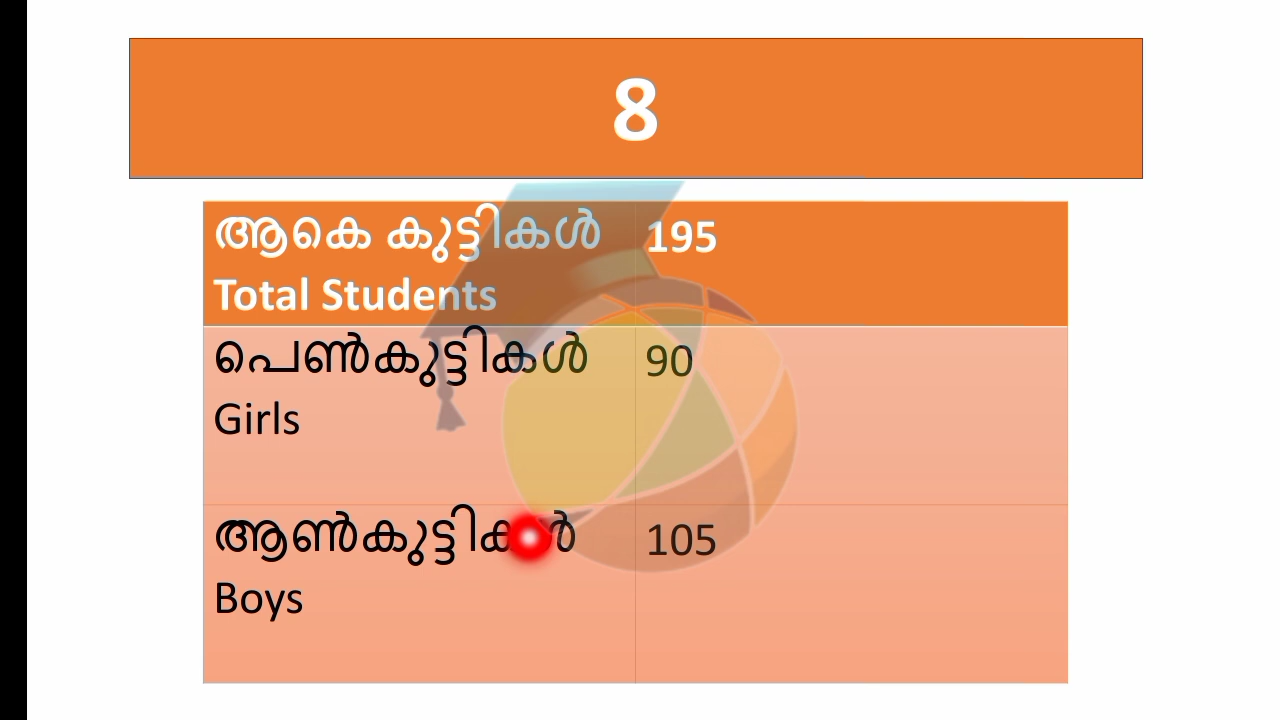 8
ആകെ കുട്ടികൾ 195
Total Students
പെൺകുട്ടികൾ 90
Girls
ആൺകുട്ടികൾ 105
Boys